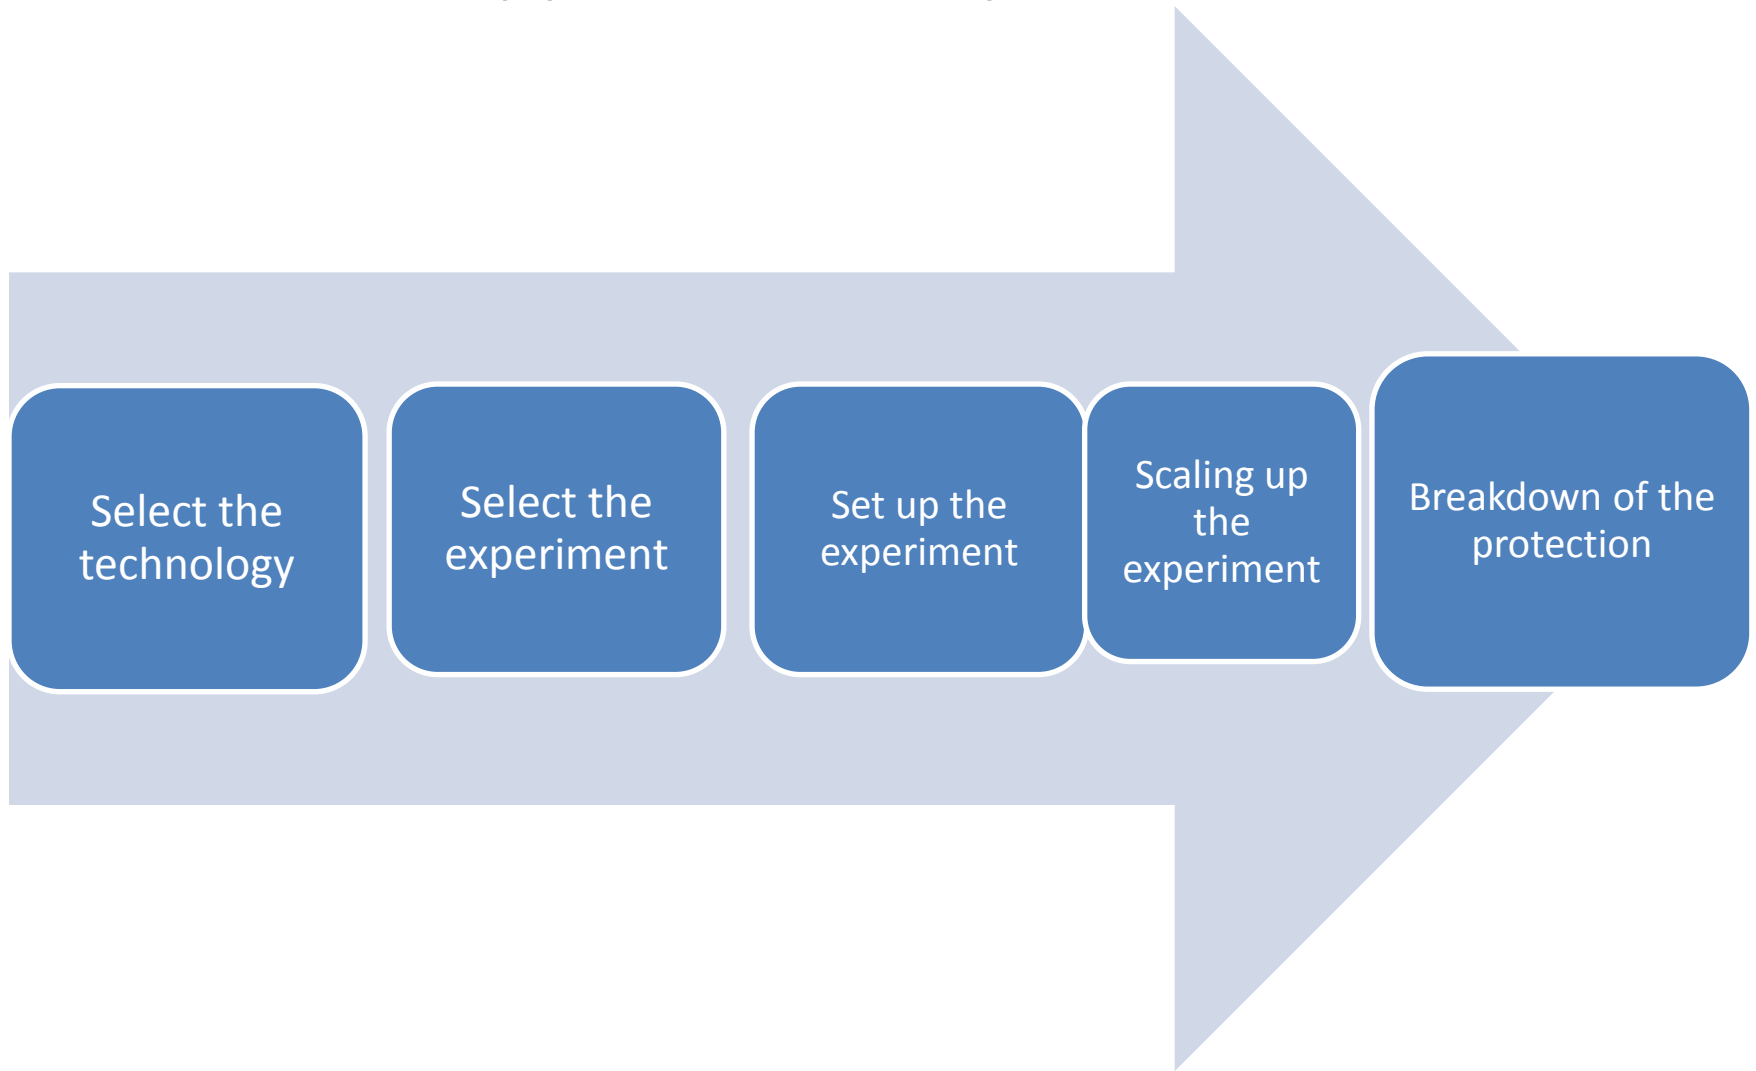 Select the
technology
Select the
experiment
Set up the
experiment
Scaling up
the
experiment
Breakdown of the
protection